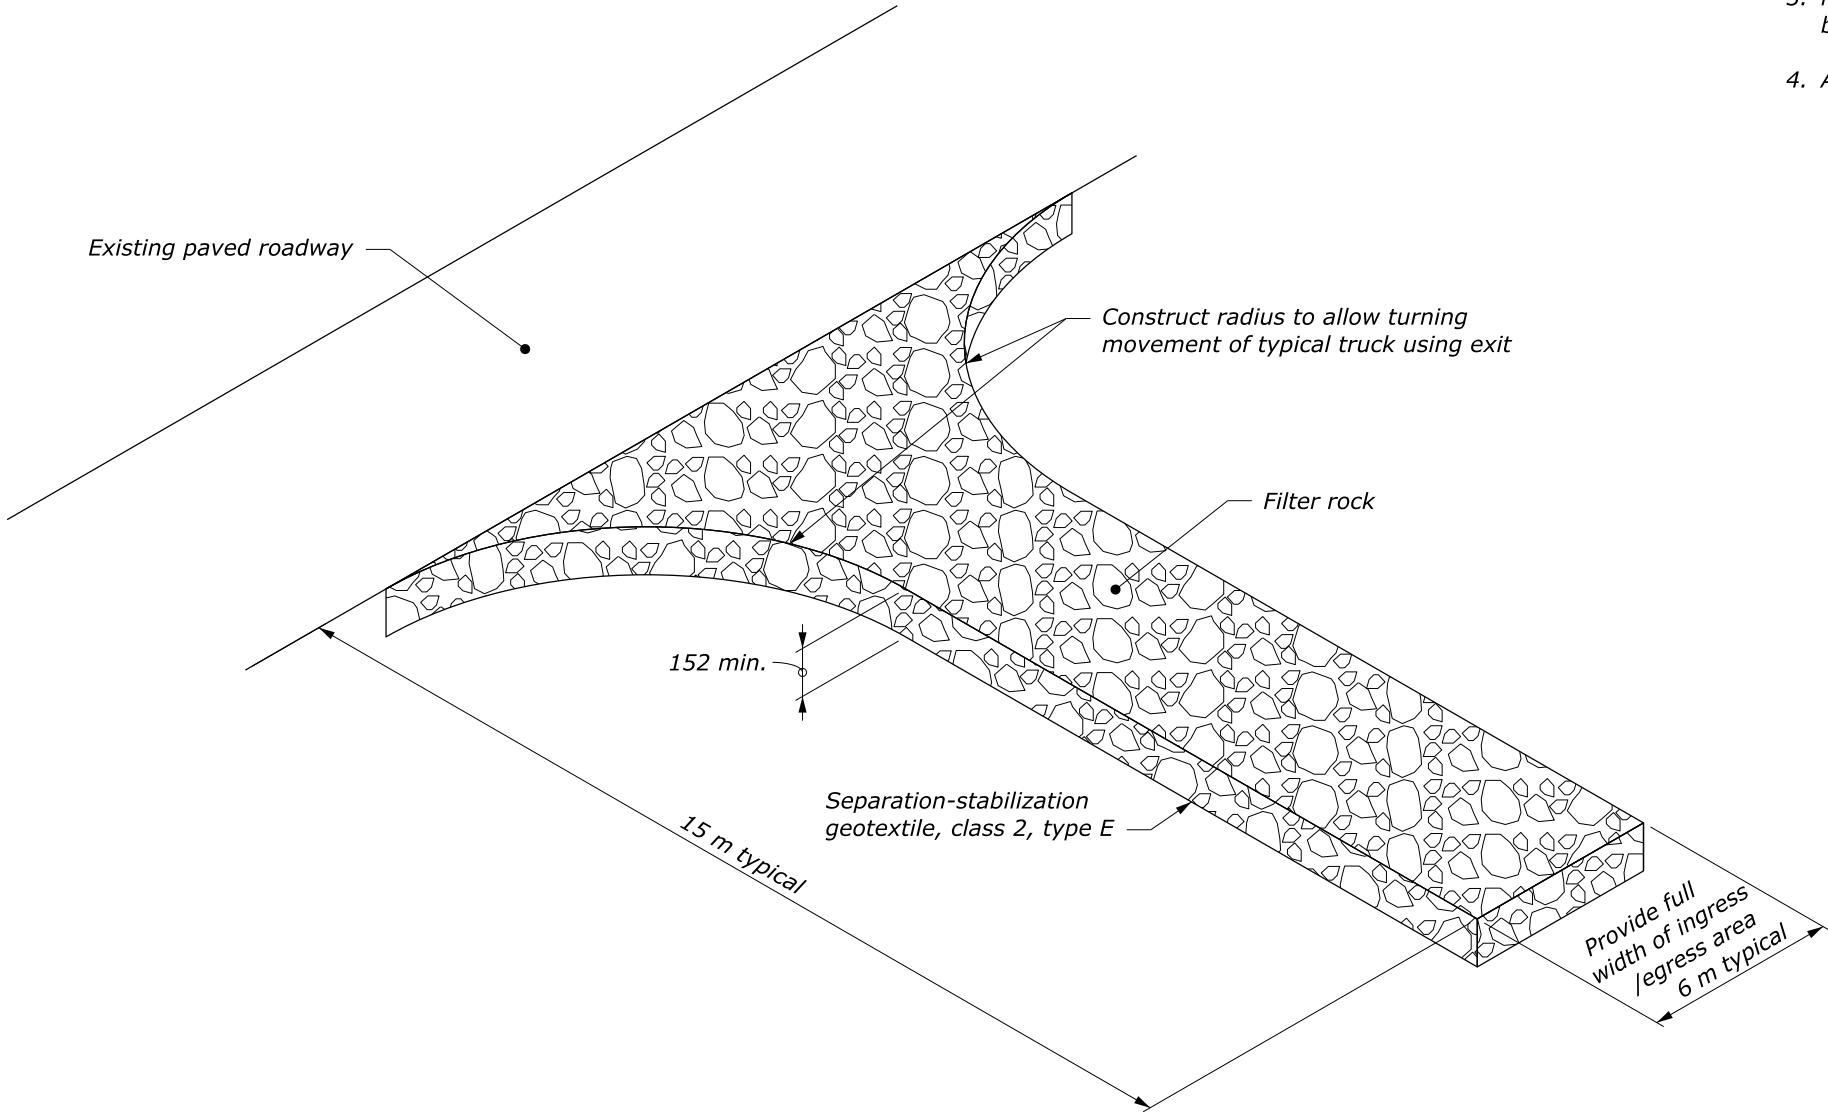 b
4. A
Existing paved roadway
Construct radius to allow turning
movement of typical truck using exit
Filter rock
152 min.
Separation-stabilization
geotextile, class 2, type E
15 m typical
Provide full
width of ingress
/egress area
6 m typical